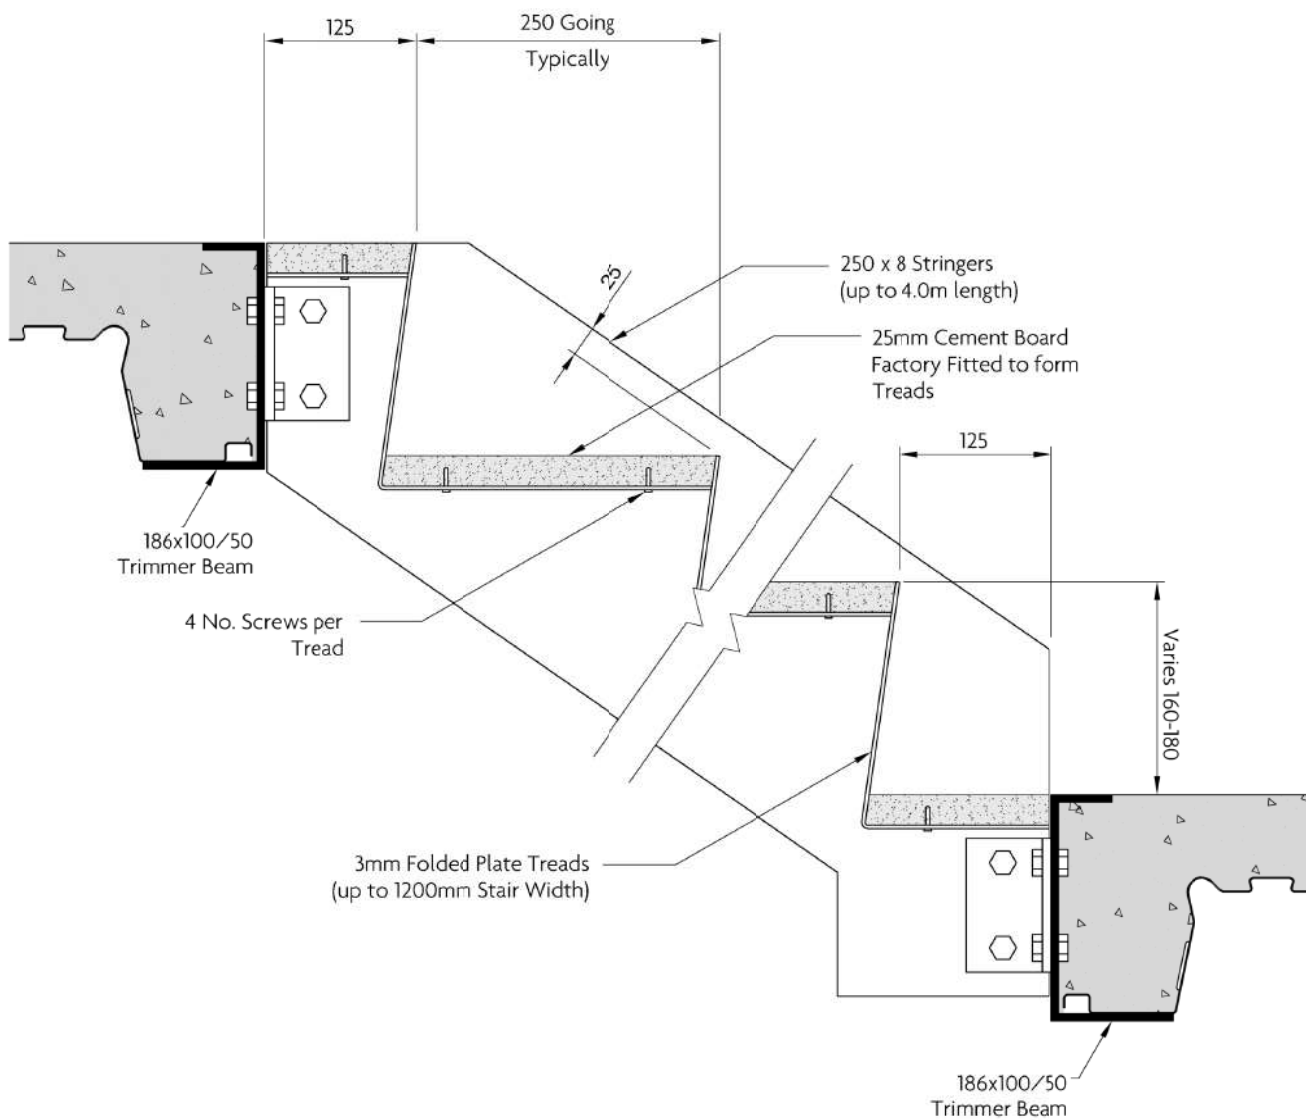 125
250 Going
Typically
25
250 x 8 Stringers
(up to 4.0m length)
25mm Cement Board
Factory Fitted to form
Treads
125
186x100/50
Trimmer Beam
4 No. Screws per
Tread
Varies 160-180
3mm Folded Plate Treads
(up to 1200mm Stair Width)
186x100/50
Trimmer Beam